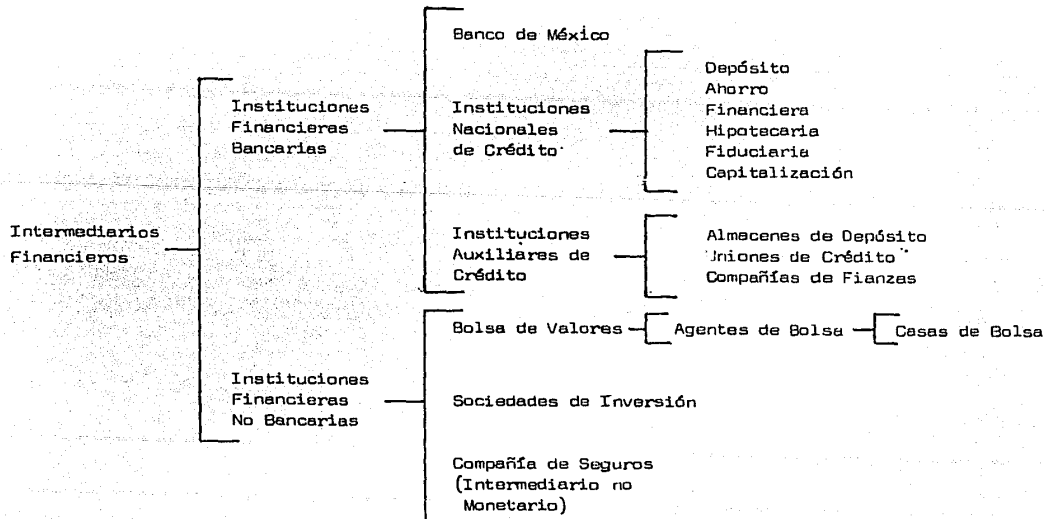 Intermediarios
Financieros
Instituciones
Financieras
Bancarias
Banco de México
Instituciones
Nacionales
de Crédito
Depósito
Ahorro
Financiera
Hipotecaria
Fiduciaria
Capitalización
Instituciones
Auxiliares de
Crédito
Almacenes de Depósito
Uniones de Crédito
Compañías de Fianzas
Instituciones
Financieras
No Bancarias
Bolsa de Valores
Agentes de Bolsa
Casas de Bolsa
Sociedades de Inversión
Compañía de Seguros
(Intermediario no
Monetario)